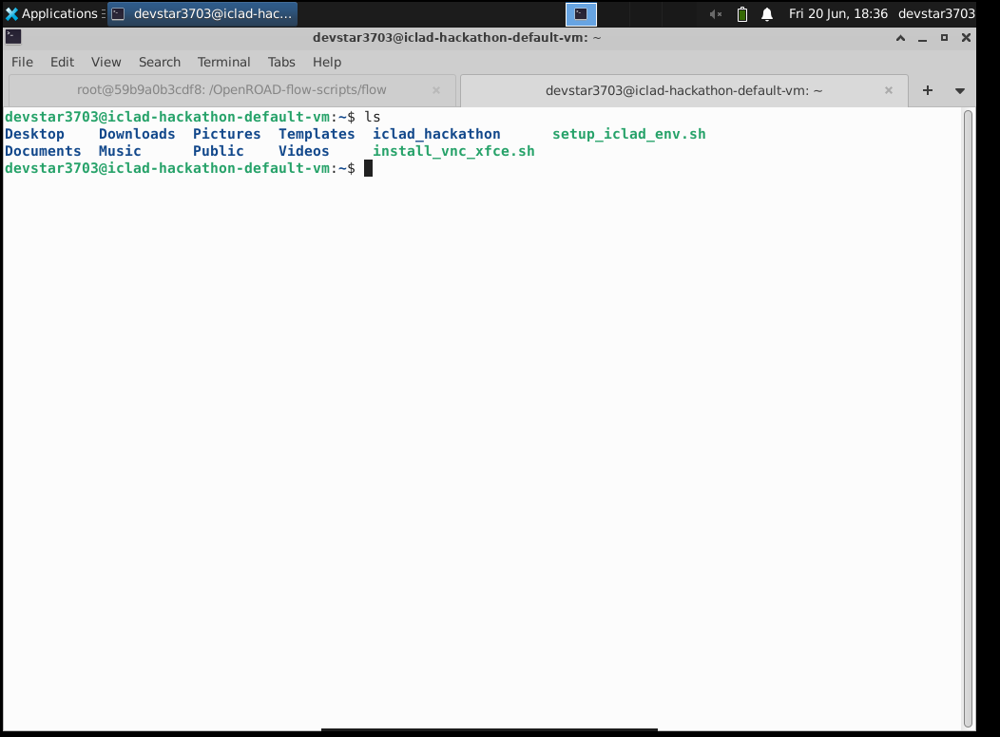 Applications devstar3703@iclad-hac... Fri 20 Jun, 18:36 devstar3703
devstar3703@iclad-hackathon-default-vm: ~
File Edit View Search Terminal Tabs Help
root@59b9a0b3cdf8: /OpenROAD-flow-scripts/flow devstar3703@iclad-hackathon-default-vm: ~
devstar3703@iclad-hackathon-default-vm:~$ ls
Desktop Downloads Pictures Templates iclad_hackathon setup_iclad_env.sh
Documents Music Public Videos install_vnc_xfce.sh
devstar3703@iclad-hackathon-default-vm:~$